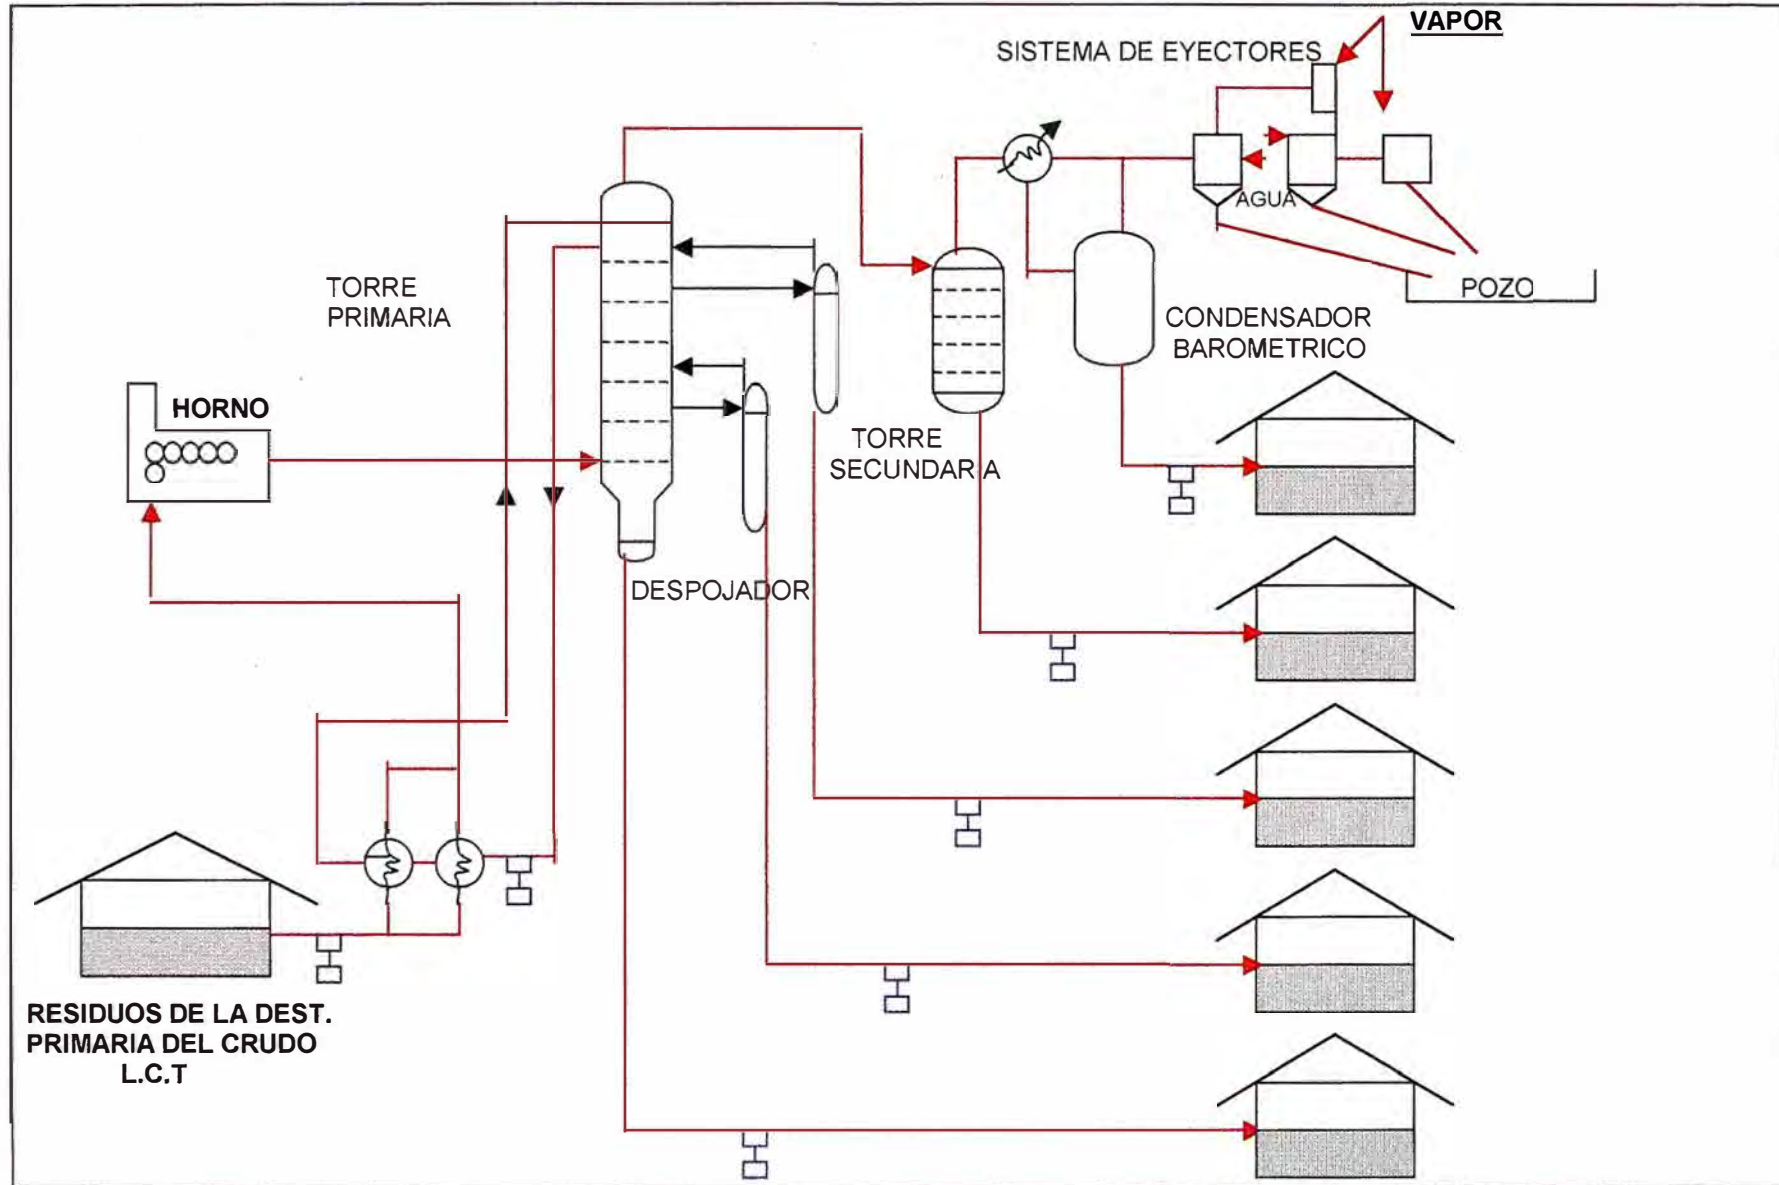 VAPOR
SISTEMA DE EYECTORES
AGUA
POZO
TORRE
PRIMARIA
CONDENSADOR
BAROMETRICO
HORNO
TORRE
SECUNDARIA
DESPOJADOR
RESIDUOS DE LA DEST.
PRIMARIA DEL CRUDO
L.C.T